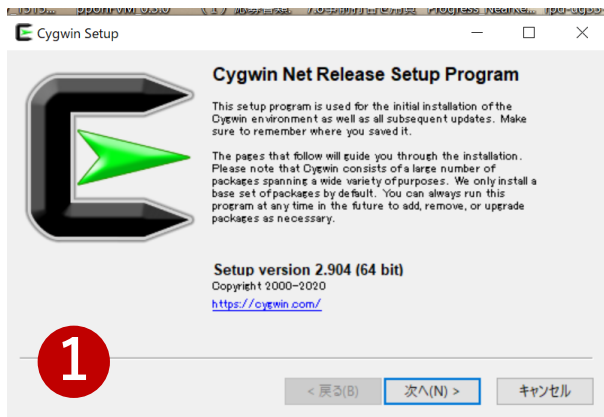 Cygwin Setup
Cygwin Net Release Setup Program
This setup program is used for the initial installation of the
Cygwin environment as well as all subsequent updates. Make
sure to remember where you saved it.
The pages that follow will guide you through the installation.
Please note that Cygwin consists of a large number of
packages spanning a wide variety of purposes. We only install a
base set of packages by default. You can always run this
program at any time in the future to add, remove, or upgrade
packages as necessary.
Setup version 2.904 (64 bit)
Copyright 2000-2020
https://cygwin.com/
1
< 戻る(B)
次へ(N) >
キャンセル